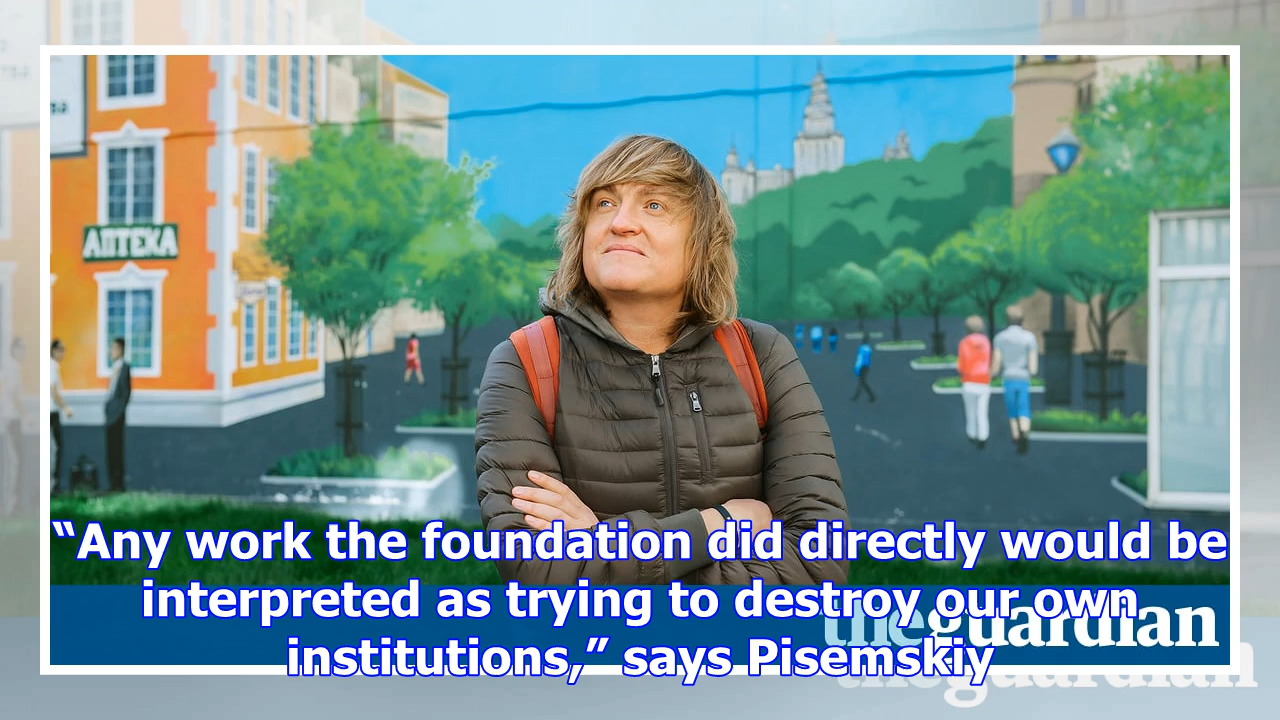 АПТЕКА
“Any work the foundation did directly would be
interpreted as trying to destroy our own
institutions,” says Pisemskiy
theguardian
theguardian